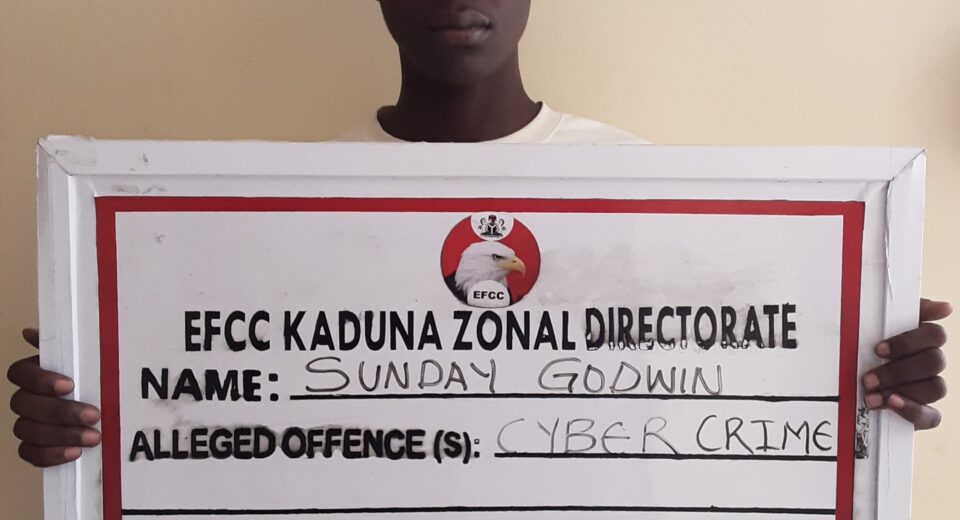 EFCC
EFCC KADUNA ZONAL DIRECTORATE
NAME: SUNDAY GODWIN
ALLEGED OFFENCE (S): CYBER CRIME